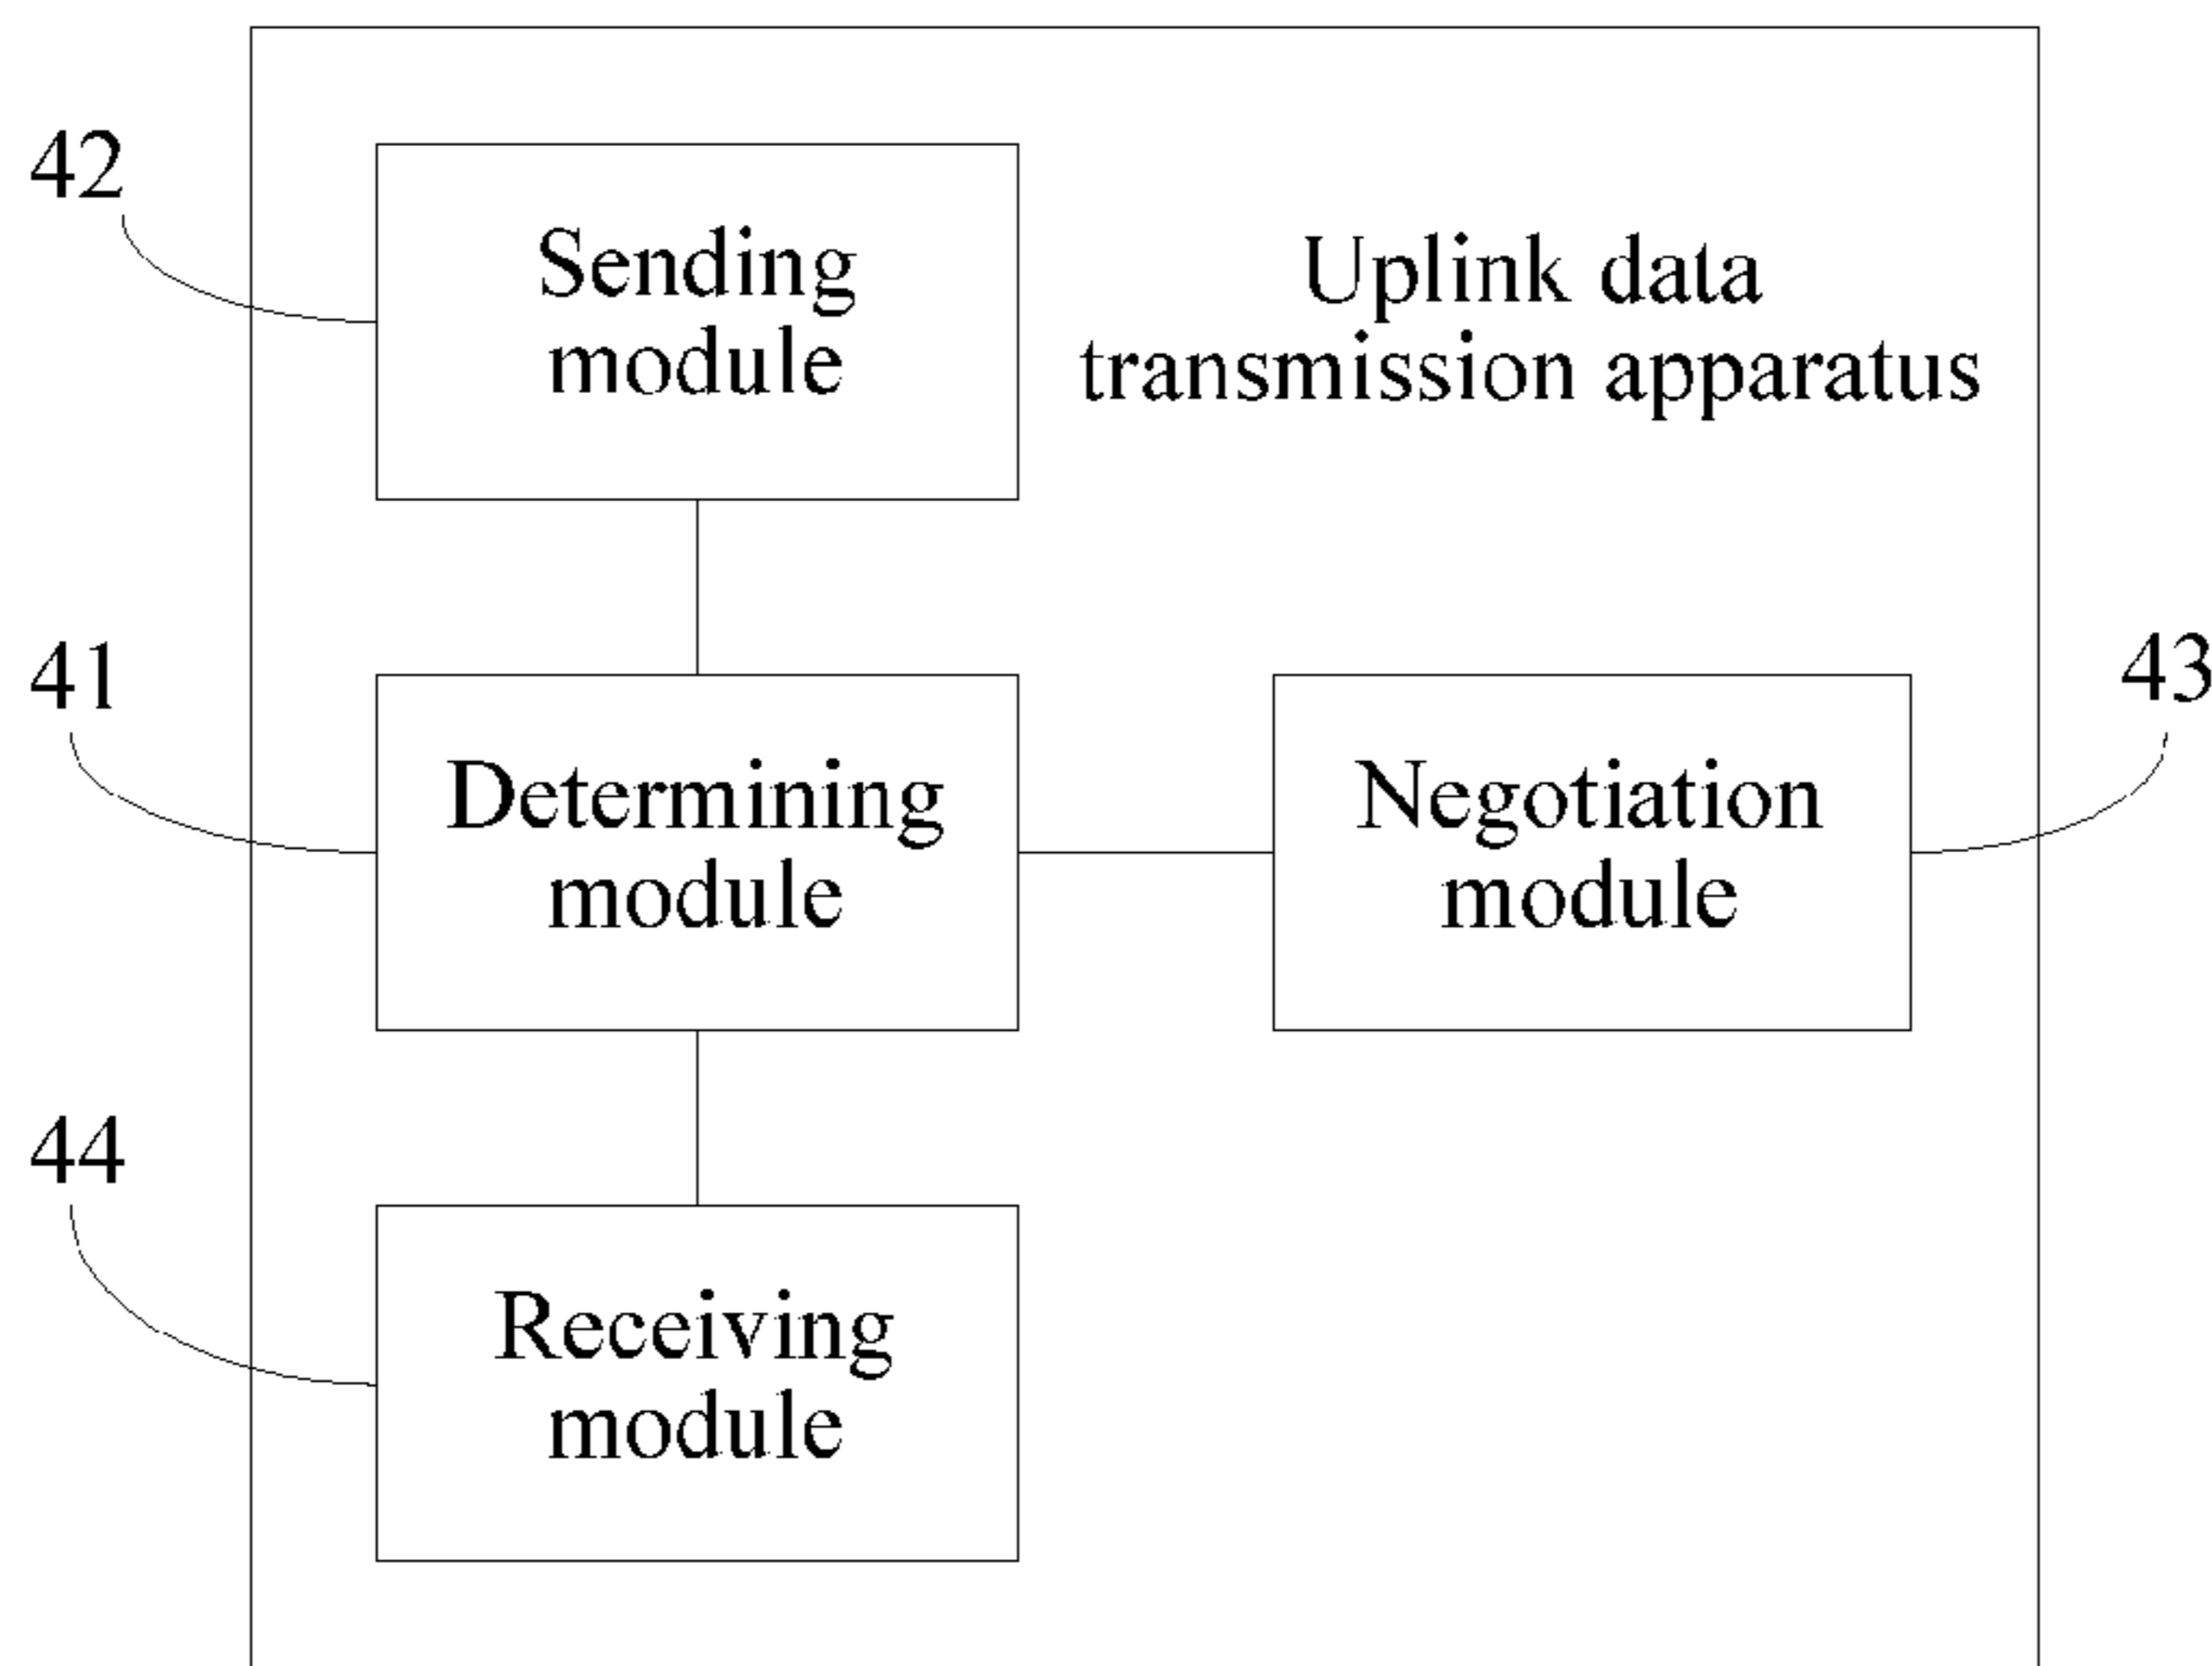 42
Sending
module
Uplink data
transmission apparatus
41
Determining
module
Negotiation
module
43
44
Receiving
module